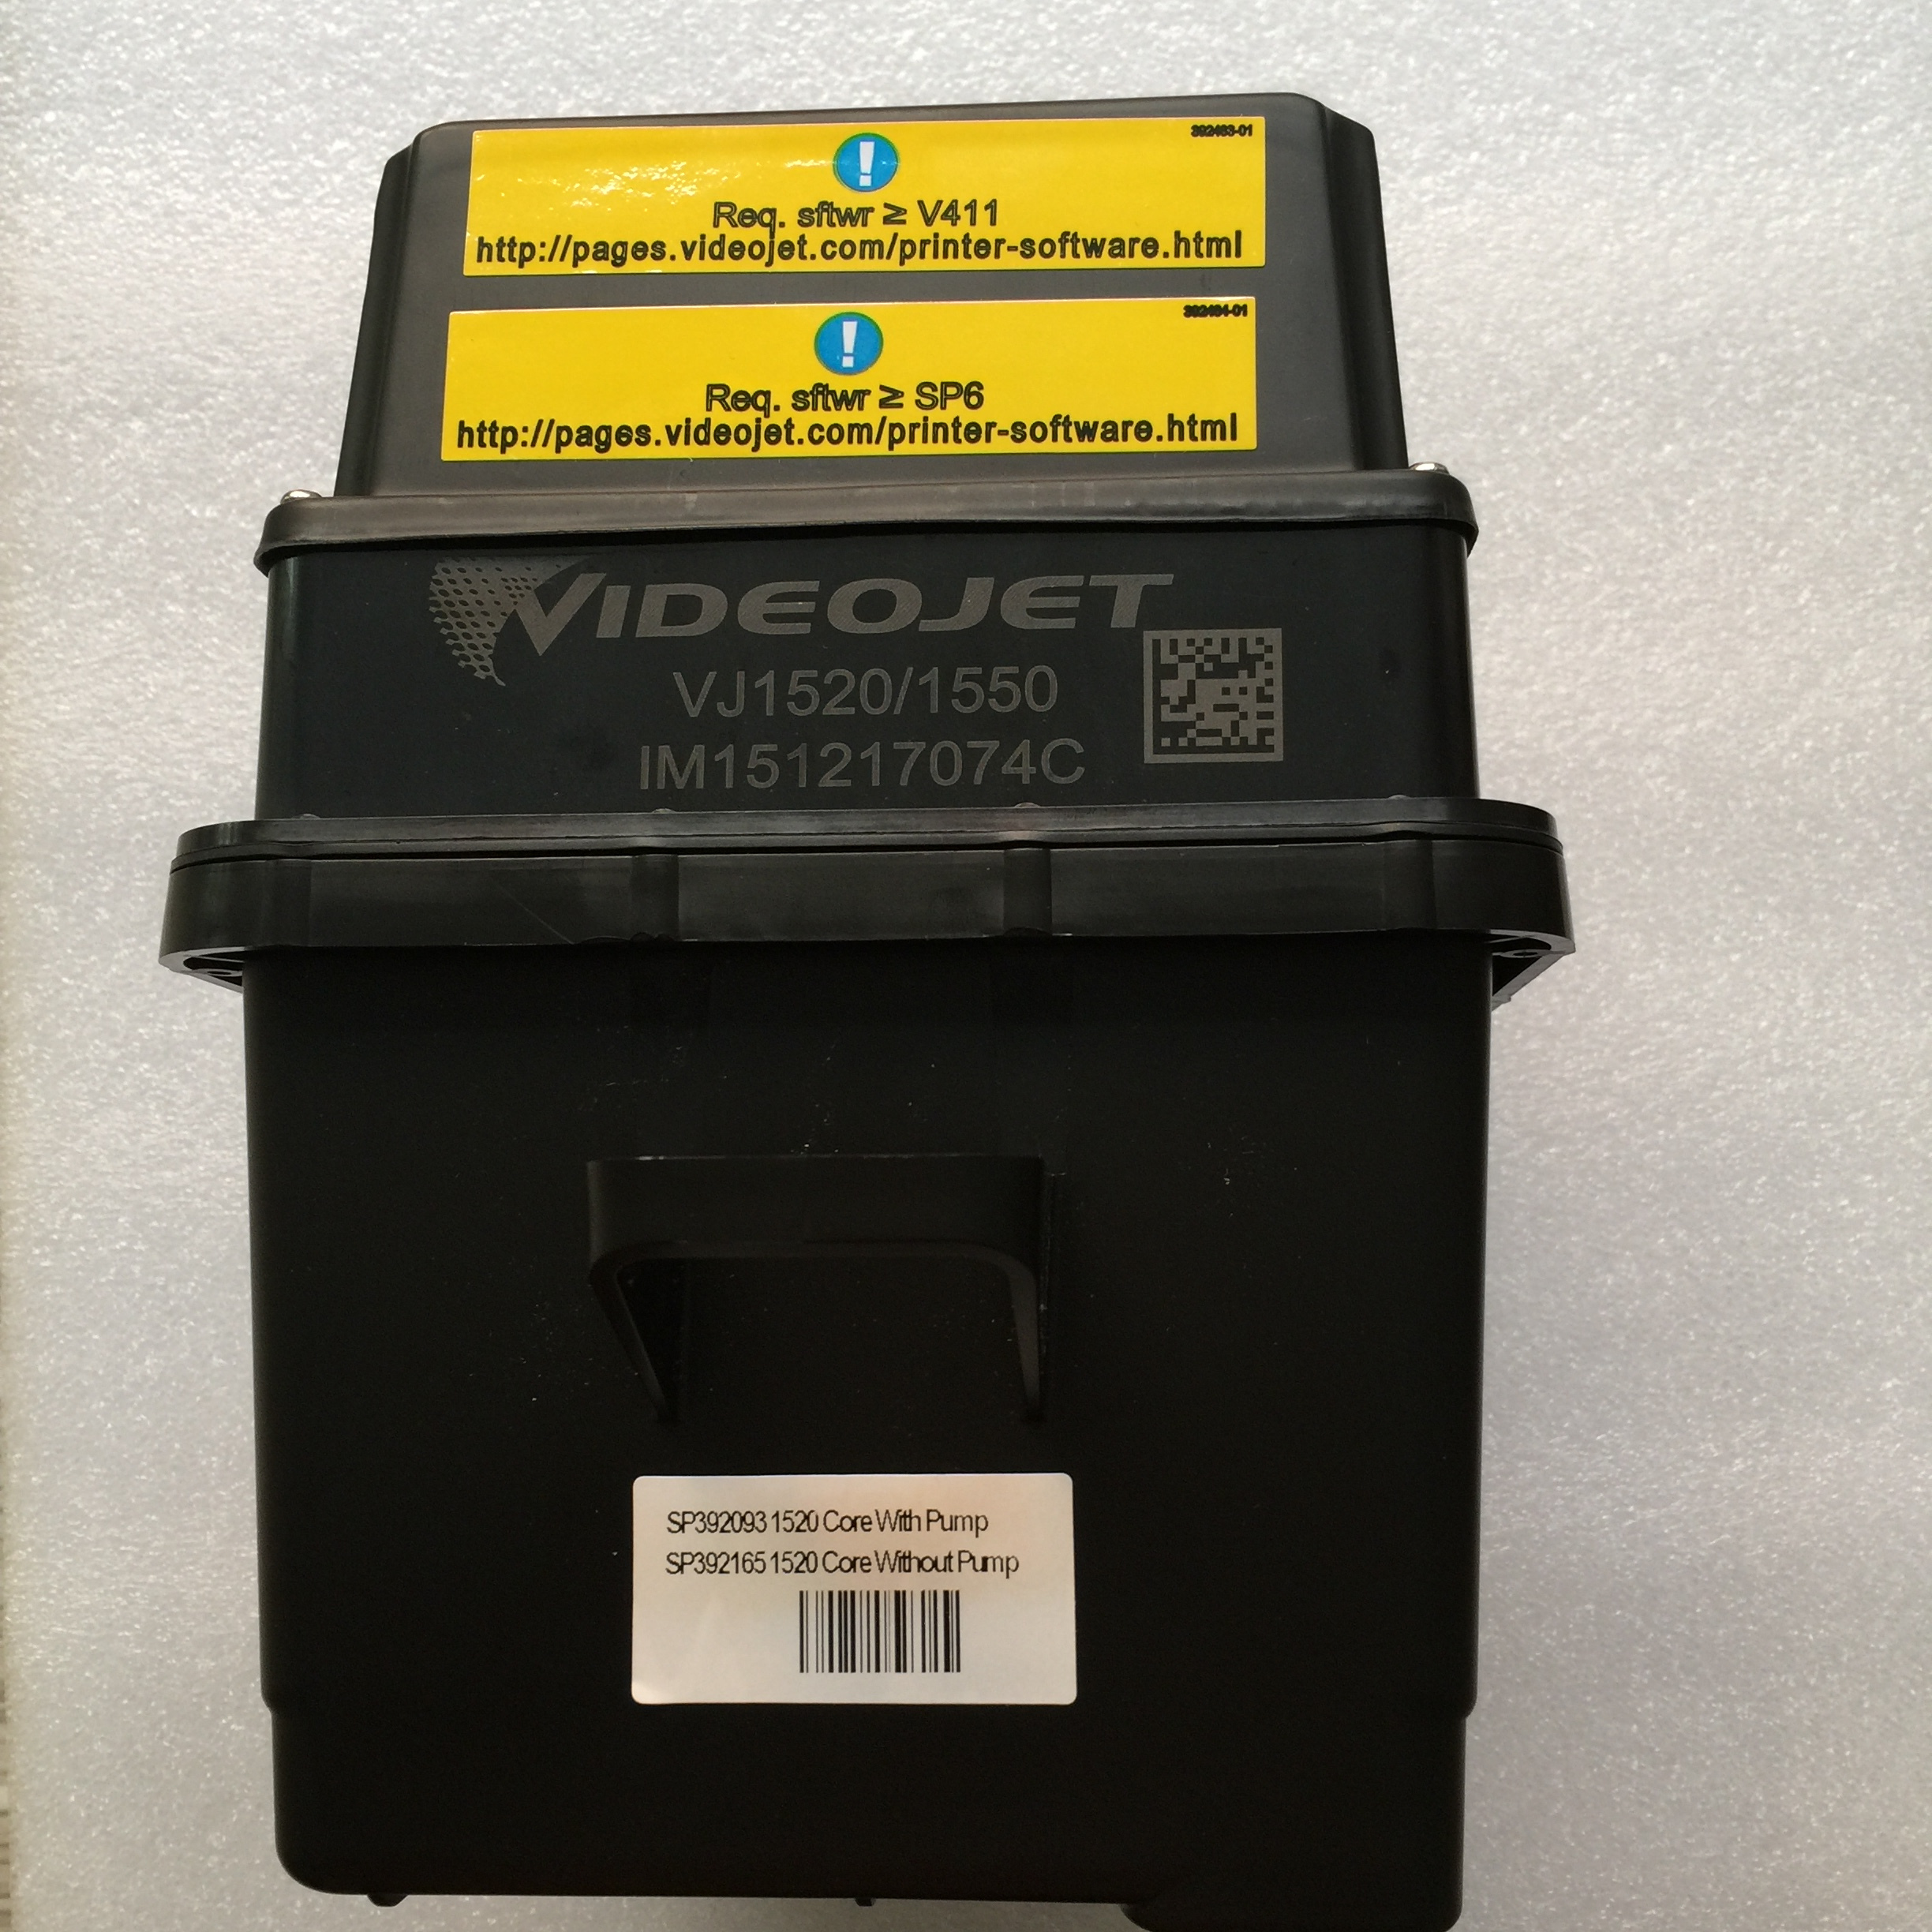 392463-01
Req. sftwr ≥ V411
http://pages.videojet.com/printer-software.html
392464-01
Req. sftwr ≥ SP6
http://pages.videojet.com/printer-software.html
VIDEOJET
VJ1520/1550
IM151217074C
SP392093 1520 Core With Pump
SP392165 1520 Core Without Pump